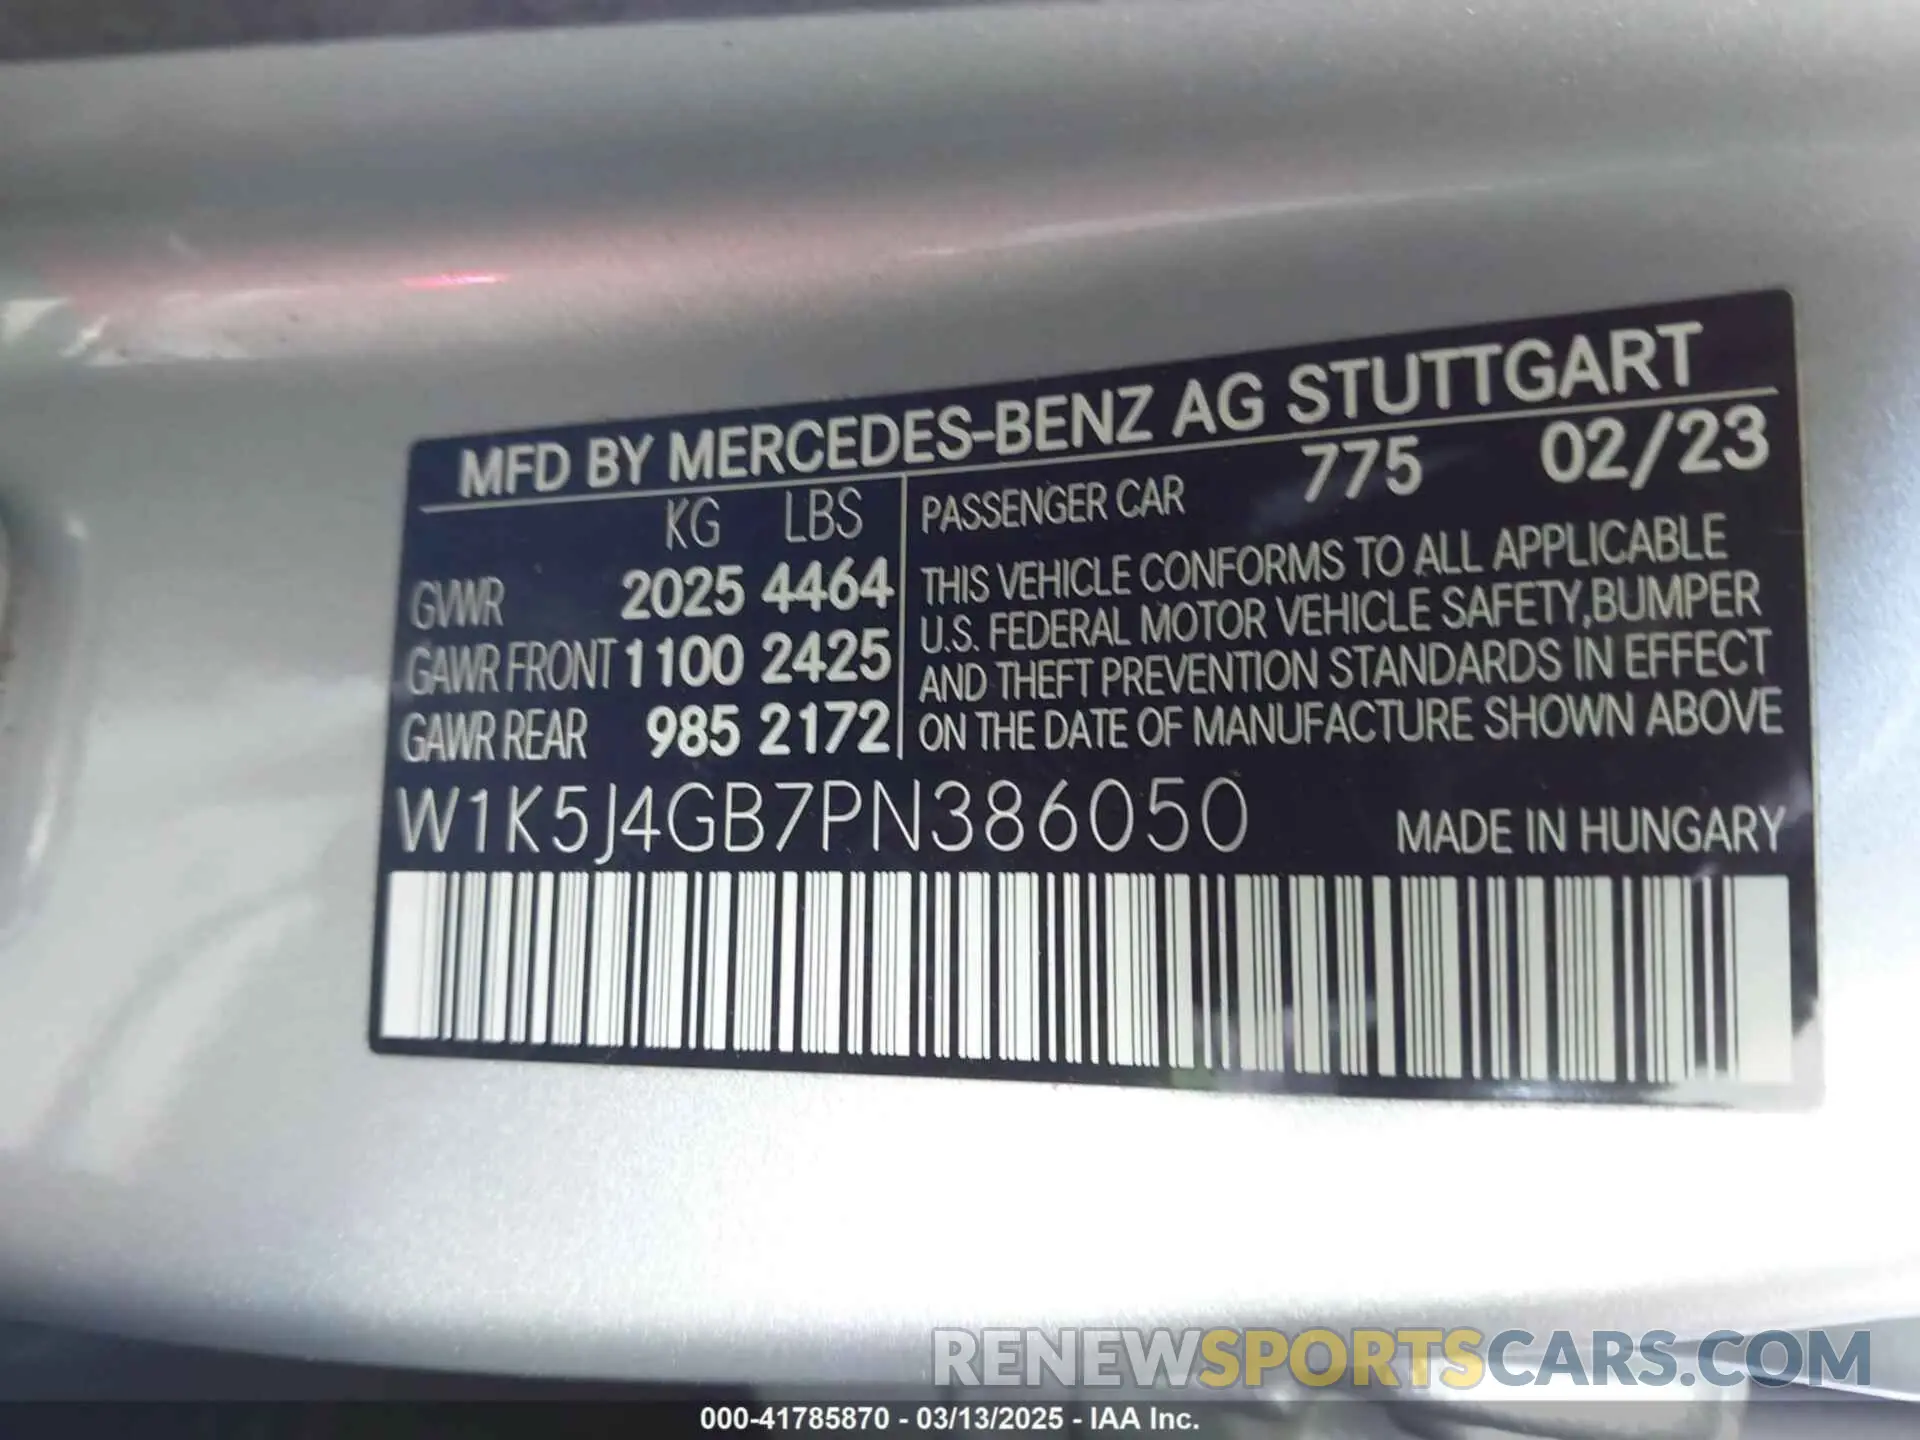 MFD BY MERCEDES-BENZ AG STUTTGART
KG LBS
GVWR 2025 4464
GAWR FRONT 1100 2425
GAWR REAR 985 2172
PASSENGER CAR 775 02/23
THIS VEHICLE CONFORMS TO ALL APPLICABLE
U.S. FEDERAL MOTOR VEHICLE SAFETY,BUMPER
AND THEFT PREVENTION STANDARDS IN EFFECT
ON THE DATE OF MANUFACTURE SHOWN ABOVE
W1K5J4GB7PN386050 MADE IN HUNGARY
RENEWSPORTSCARS.COM
000-41785870 - 03/13/2025 - IAA Inc.